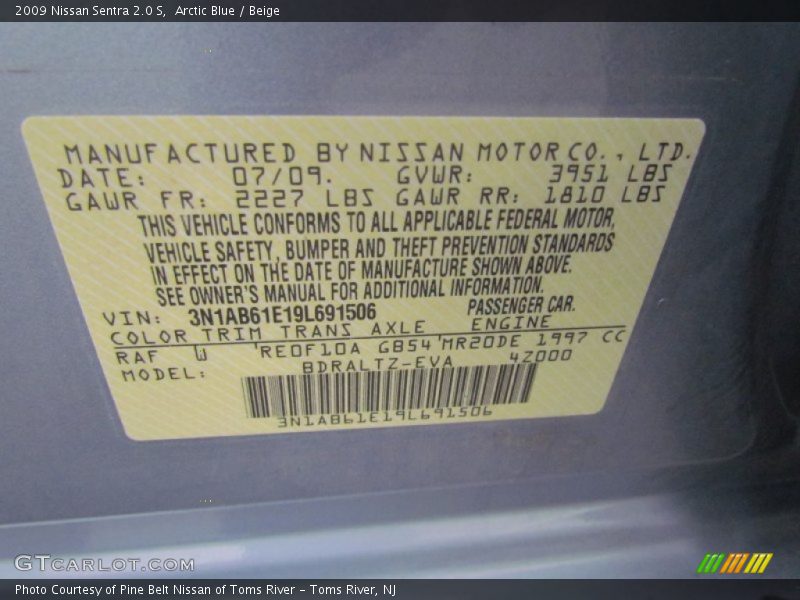 2009 Nissan Sentra 2.0 S,  Arctic Blue / Beige
MANUFACTURED BY NISSAN MOTOR CO., LTD.
DATE: 07/09. GVWR: 3951 LBS
GAWR FR: 2227 LBS GAWR RR: 1810 LBS
THIS VEHICLE CONFORMS TO ALL APPLICABLE FEDERAL MOTOR,
VEHICLE SAFETY, BUMPER AND THEFT PREVENTION STANDARDS
IN EFFECT ON THE DATE OF MANUFACTURE SHOWN ABOVE.
SEE OWNER'S MANUAL FOR ADDITIONAL INFORMATION.
VIN: 3N1AB61E19L691506 PASSENGER CAR.
COLOR TRIM TRANS AXLE ENGINE
RAF W RE0F10A GB54 MR20DE 1997 CC
MODEL: BDRALTZ-EVA 4Z000
3N1AB61E19L691506
GTCARLOT.COM
Photo Courtesy of Pine Belt Nissan of Toms River – Toms River, NJ